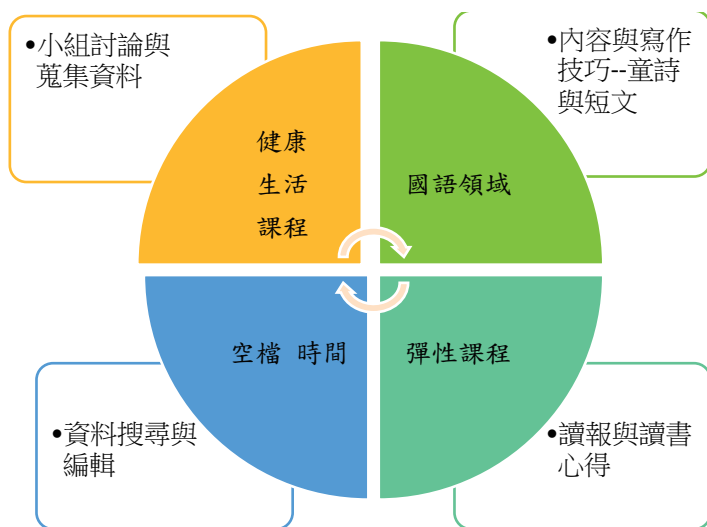 •小組討論與
蒐集資料
•內容與寫作
技巧--童詩
與短文
健康
生活
課程
國語領域
空檔 時間
彈性課程
•資料搜尋與
編輯
•讀報與讀書
心得